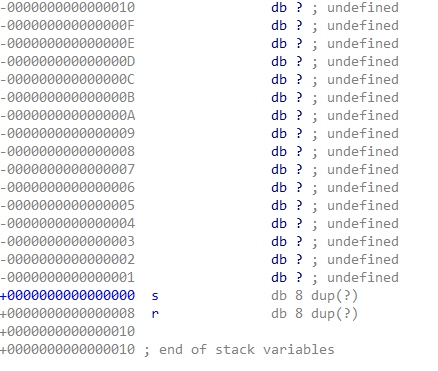 -0000000000000010 db ? ; undefined
-000000000000000F db ? ; undefined
-000000000000000E db ? ; undefined
-000000000000000D db ? ; undefined
-000000000000000C db ? ; undefined
-000000000000000B db ? ; undefined
-000000000000000A db ? ; undefined
-0000000000000009 db ? ; undefined
-0000000000000008 db ? ; undefined
-0000000000000007 db ? ; undefined
-0000000000000006 db ? ; undefined
-0000000000000005 db ? ; undefined
-0000000000000004 db ? ; undefined
-0000000000000003 db ? ; undefined
-0000000000000002 db ? ; undefined
-0000000000000001 db ? ; undefined
+0000000000000000 s db 8 dup(?)
+0000000000000008 r db 8 dup(?)
+0000000000000010
+0000000000000010 ; end of stack variables